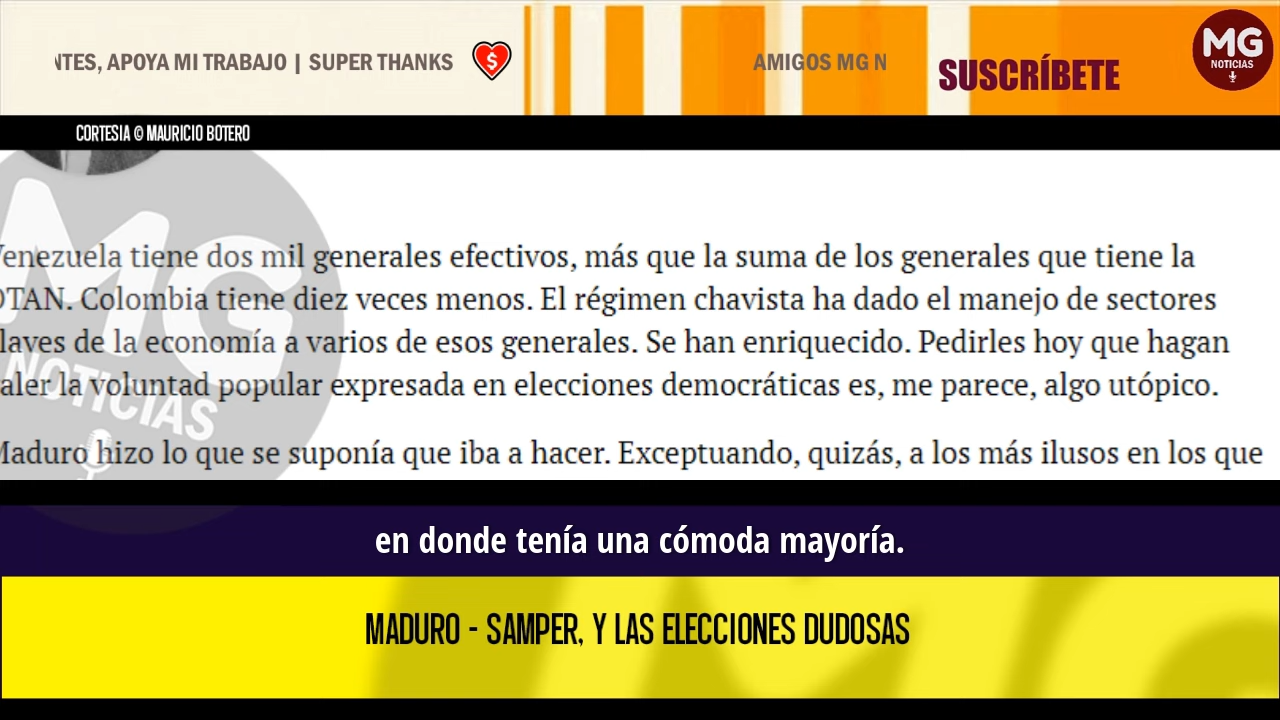 NTES, APOYA MI TRABAJO | SUPER THANKS
$
AMIGOS MG N
SUSCRÍBETE
MG
NOTICIAS
CORTESIA © MAURICIO BOTERO
Venezuela tiene dos mil generales efectivos, más que la suma de los generales que tiene la
OTAN. Colombia tiene diez veces menos. El régimen chavista ha dado el manejo de sectores
laves de la economía a varios de esos generales. Se han enriquecido. Pedirles hoy que hagan
aler la voluntad popular expresada en elecciones democráticas es, me parece, algo utópico.
Maduro hizo lo que se suponía que iba a hacer. Exceptuando, quizás, a los más ilusos en los que
MG
NOTICIAS
en donde tenía una cómoda mayoría.
MADURO - SAMPER, Y LAS ELECCIONES DUDOSAS